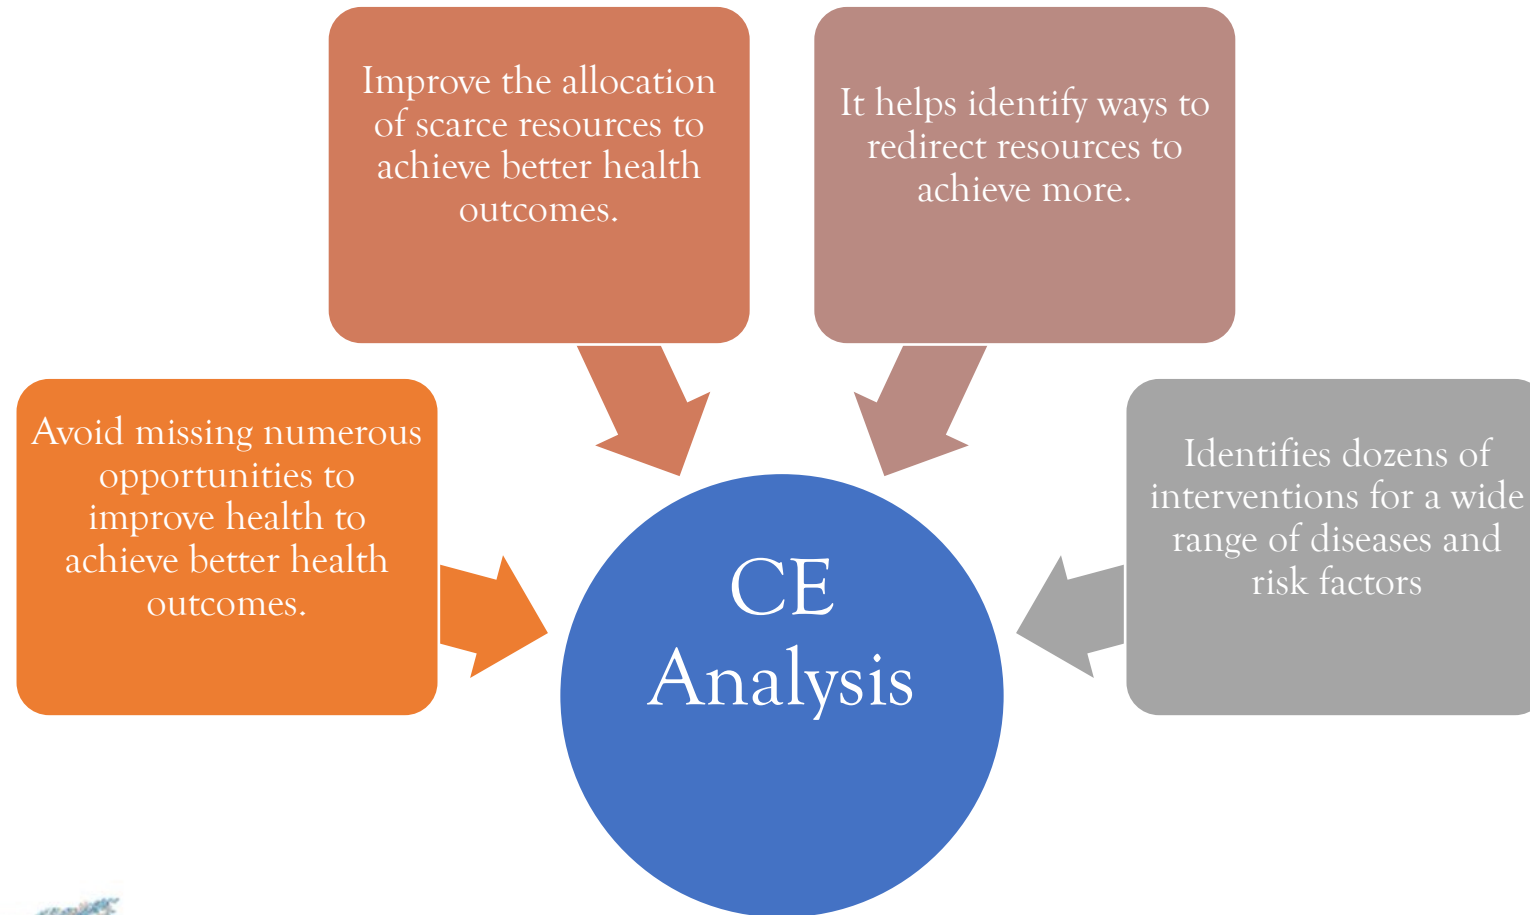 Improve the allocation
of scarce resources to
achieve better health
outcomes.
It helps identify ways to
redirect resources to
achieve more.
Avoid missing numerous
opportunities to
improve health to
achieve better health
outcomes.
Identifies dozens of
interventions for a wide
range of diseases and
risk factors
CE
Analysis